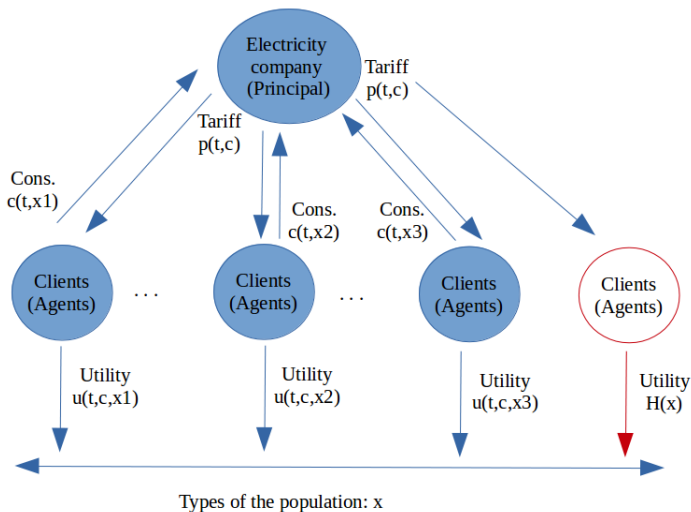 Electricity
company
(Principal)
Tariff
p(t,c)
Tariff
p(t,c)
Cons.
c(t,x1)
Cons.
c(t,x2)
Cons.
c(t,x3)
Clients
(Agents)
. . .
Clients
(Agents)
. . .
Clients
(Agents)
Clients
(Agents)
Utility
u(t,c,x1)
Utility
u(t,c,x2)
Utility
u(t,c,x3)
Utility
H(x)
Types of the population: x